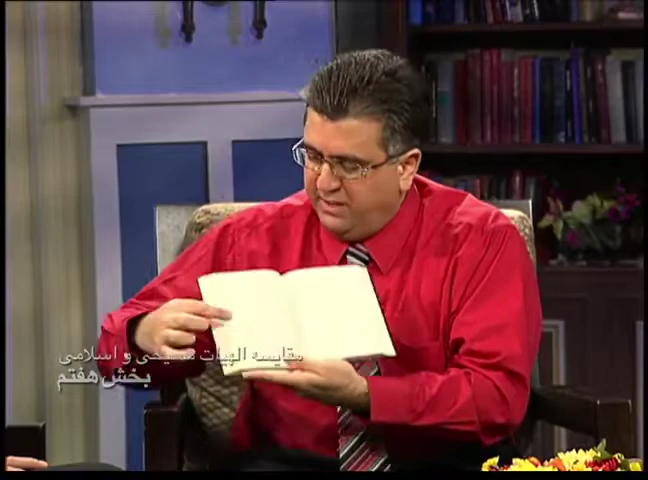 مقایسه الهیات مسیحی و اسلامی
بخش هفتم